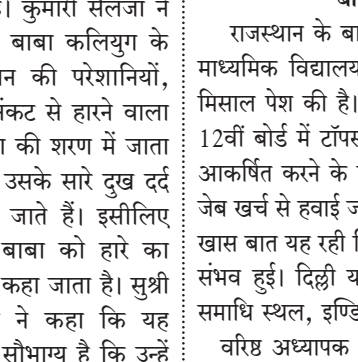 है। कुमारी सैलजा ने
बाबा कलियुग के
की परेशानियों,
से हारने वाला
की शरण में जाता
उसके सारे दुख दर्द
जाते हैं। इसीलिए
बाबा को हारे का
कहा जाता है। सुश्री
ने कहा कि यह
सौभाग्य है कि उन्हें
राजस्थान के
माध्यमिक विद्यालय
मिसाल पेश की है।
12वीं बोर्ड में
आकर्षित करने के
जेब खर्च से हवाई
खास बात यह रही
संभव हुई। दिल्ली
समाधि स्थल,
वरिष्ठ अध्यापक